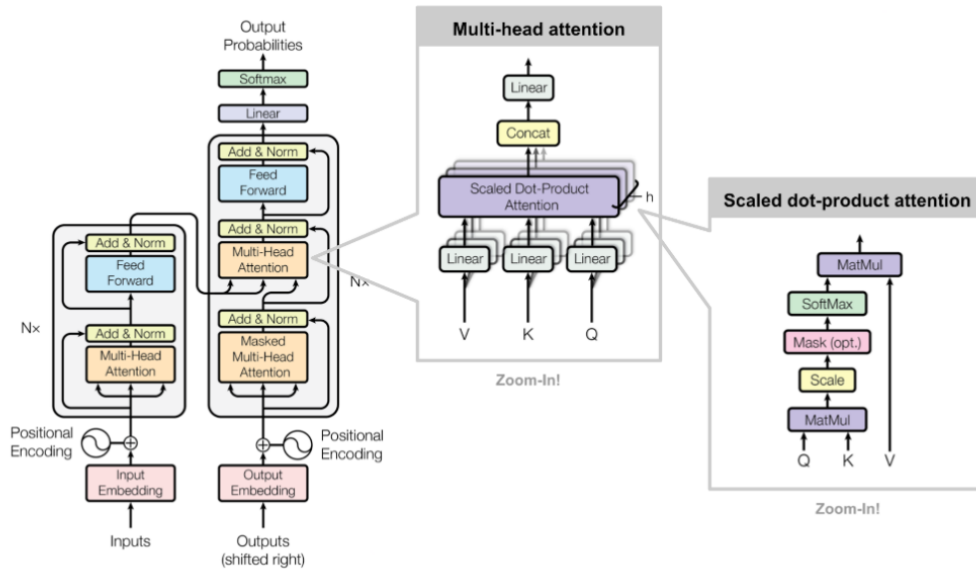 Output
Probabilities
Softmax
Linear
Add & Norm
Feed
Forward
Add & Norm
Multi-Head
Attention
Nx
Add & Norm
Masked
Multi-Head
Attention
Add & Norm
Feed
Forward
N×
Add & Norm
Multi-Head
Attention
Positional
Encoding
Positional
Encoding
Input
Embedding
Output
Embedding
Inputs
Outputs
(shifted right)
Multi-head attention
Linear
Concat
Scaled Dot-Product
Attention
h
Linear
Linear
Linear
V
K
Q
Zoom-In!
Scaled dot-product attention
MatMul
SoftMax
Mask (opt.)
Scale
MatMul
Q
K
V
Zoom-In!